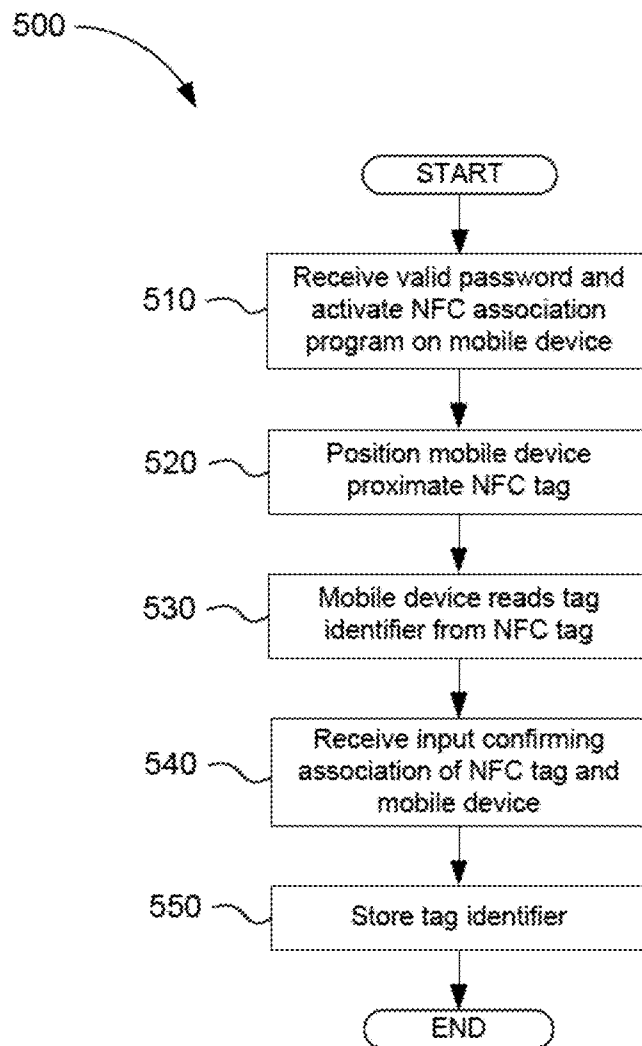 500
START
510
Receive valid password and
activate NFC association
program on mobile device
520
Position mobile device
proximate NFC tag
530
Mobile device reads tag
identifier from NFC tag
540
Receive input confirming
association of NFC tag and
mobile device
550
Store tag identifier
END